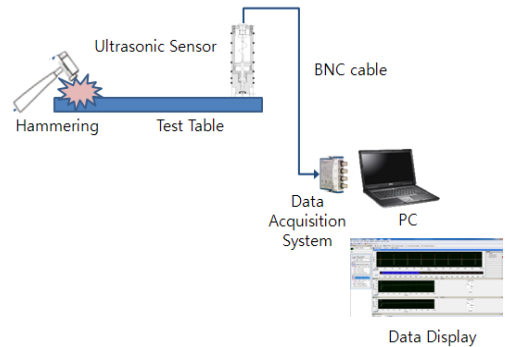 Ultrasonic Sensor
BNC cable
Hammering
Test Table
Data
Acquisition
System
PC
Data Display